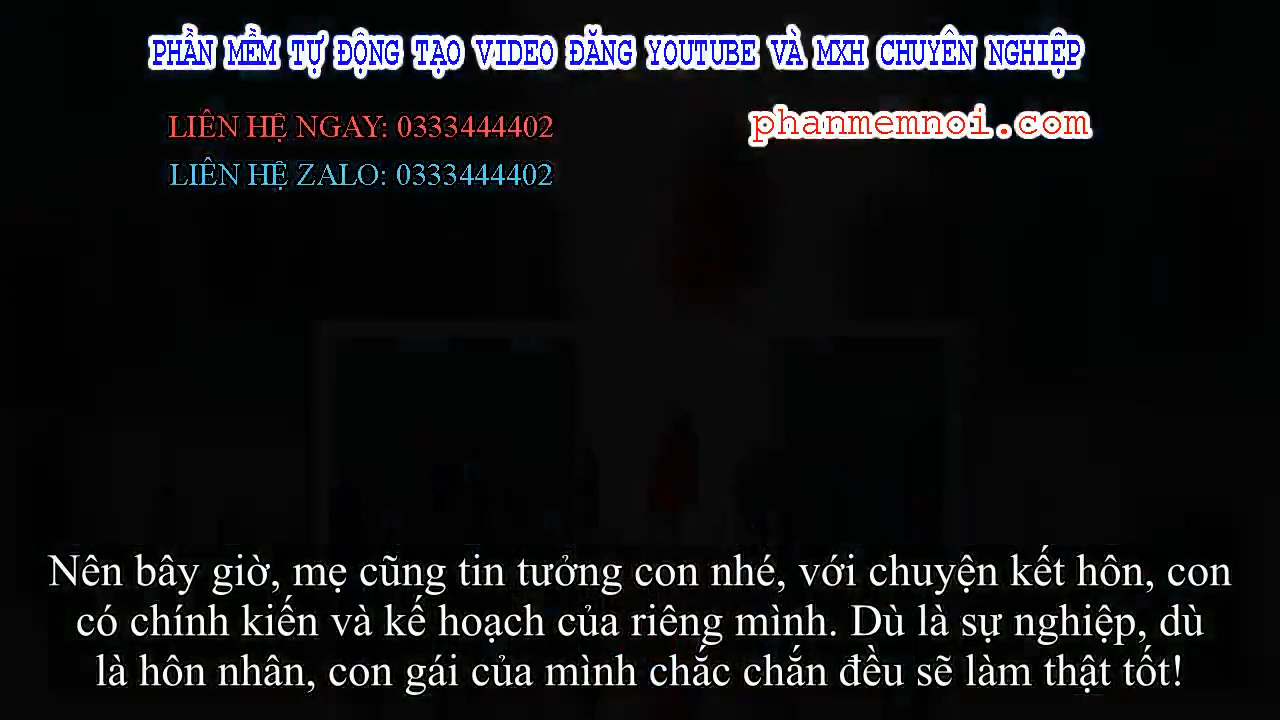 PHẦN MỀM TỰ ĐỘNG TẠO VIDEO ĐĂNG YOUTUBE VÀ MXH CHUYÊN NGHIỆP
LIÊN HỆ NGAY: 0333444402
phanmemnoi.com
LIÊN HỆ ZALO: 0333444402
Nên bây giờ, mẹ cũng tin tưởng con nhé, với chuyện kết hôn, con
có chính kiến và kế hoạch của riêng mình. Dù là sự nghiệp, dù
là hôn nhân, con gái của mình chắc chắn đều sẽ làm thật tốt!